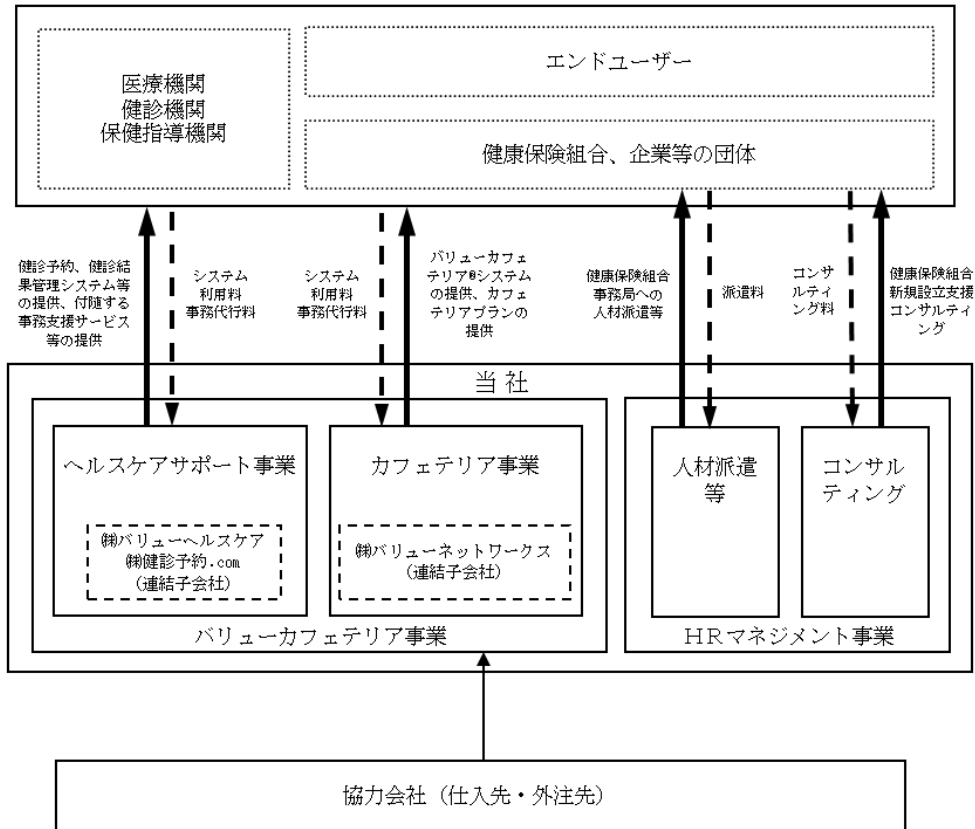 医療機関
健診機関
保健指導機関
エンドユーザー
健康保険組合、企業等の団体
健診予約、健診結
果管理システム等
の提供、付随する
事務支援サービス
等の提供
システム
利用料
事務代行料
システム
利用料
事務代行料
バリューカフェ
テリア®システム
の提供、カフェ
テリアプランの
提供
健康保険組合
事務局への
人材派遣等
派遣料
コンサ
ルティ
ング料
健康保険組合
新規設立支援
コンサルティ
ング
当社
ヘルスケアサポート事業
㈱バリューヘルスケア
㈱健診予約.com
(連結子会社)
カフェテリア事業
㈱バリューネットワークス
(連結子会社)
バリューカフェテリア事業
人材派遣
等
コンサル
ティング
ＨＲマネジメント事業
協力会社（仕入先・外注先）